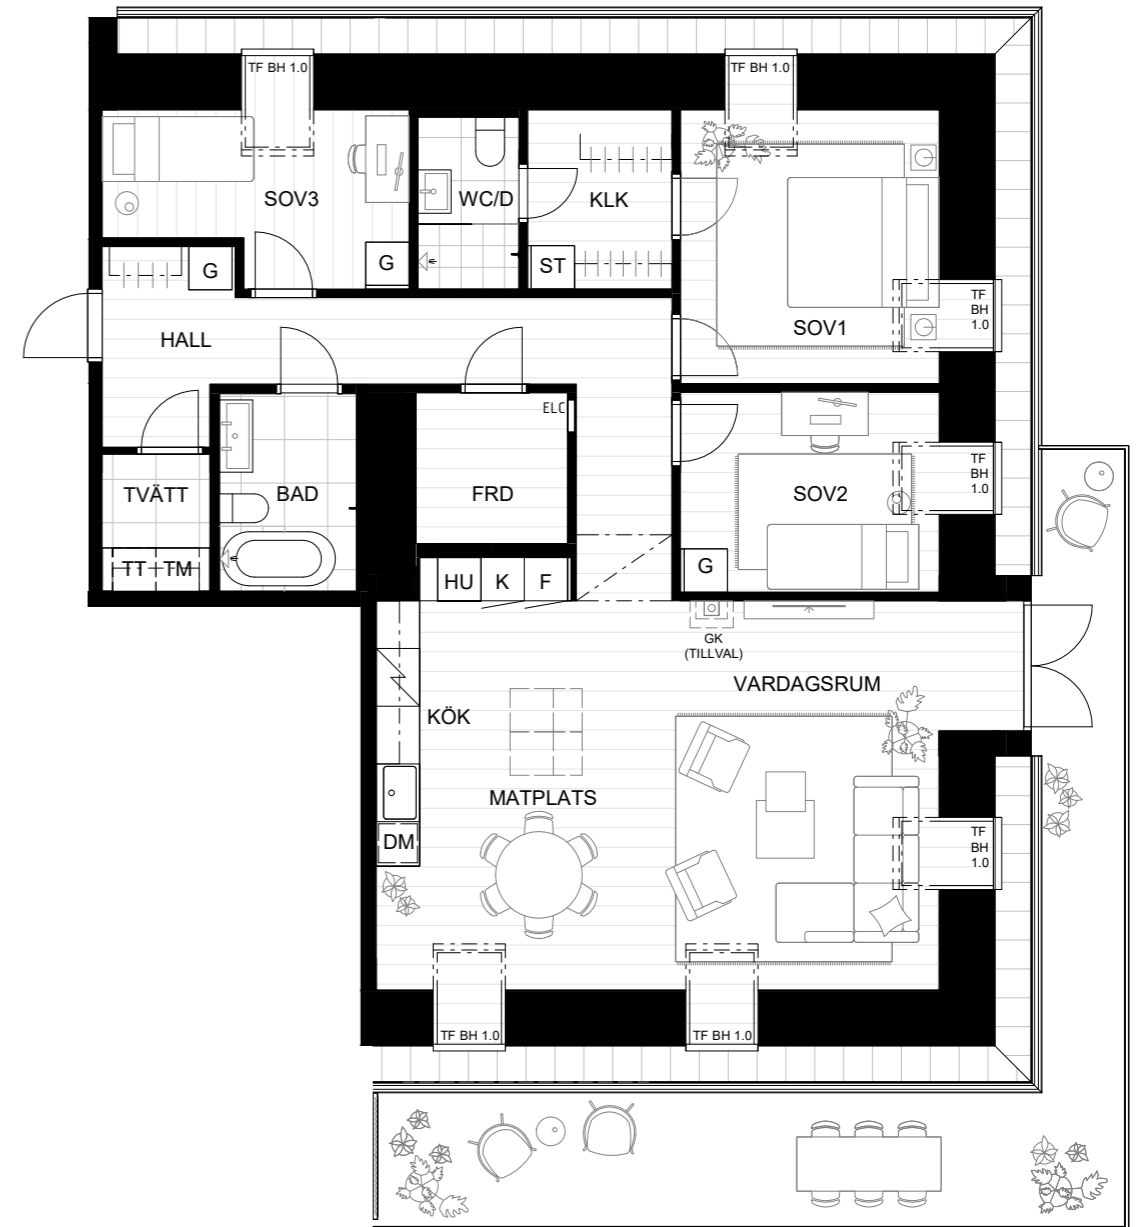 TF BH 1.0
TF BH 1.0
SOV3
WC/D
KLK
G
G
ST
TF
BH
1.0
SOV1
HALL
ELC
TF
BH
1.0
TVÄTT
BAD
FRD
SOV2
TT
TM
HU
K
F
G
GK
(TILLVAL)
VARDAGSRUM
KÖK
MATPLATS
DM
TF
BH
1.0
TF BH 1.0
TF BH 1.0